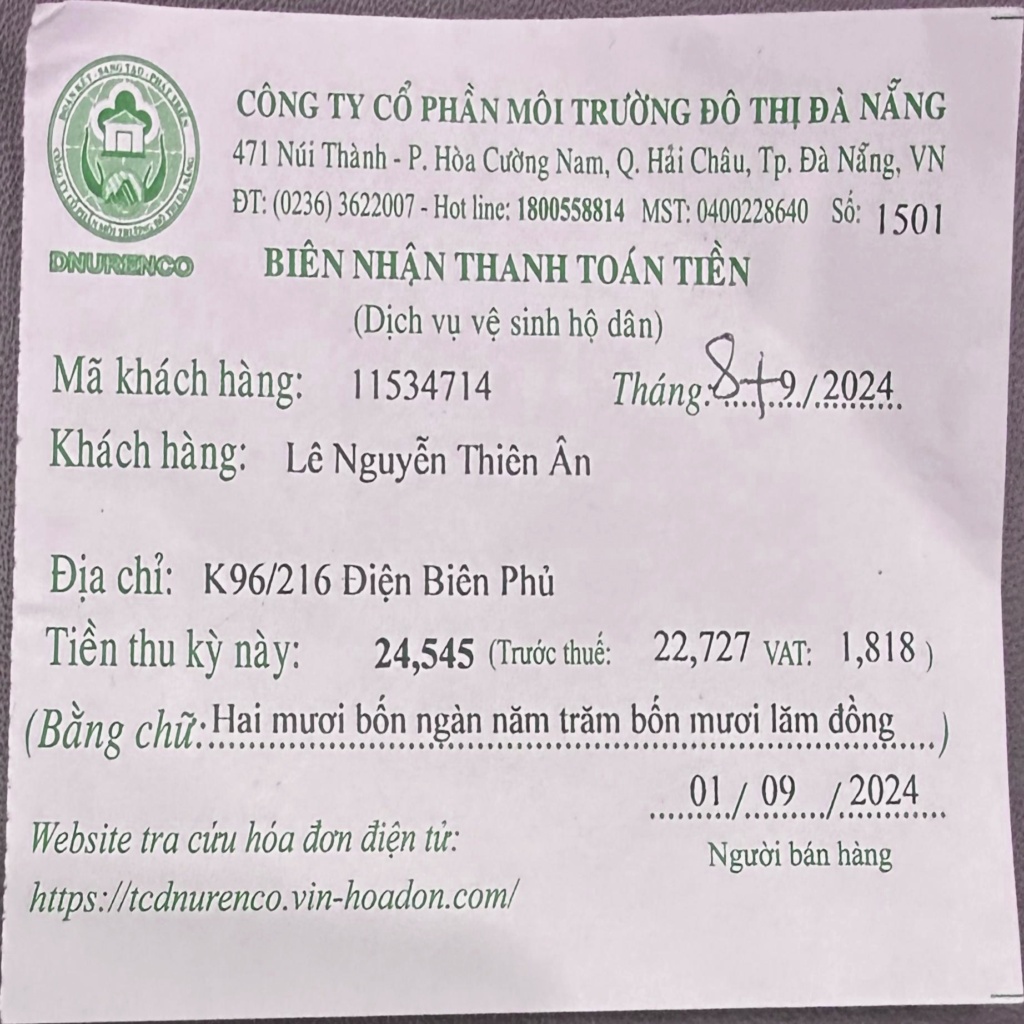 ĐOÀN KẾT - SÁNG TẠO - PHÁT TRIỂN
CÔNG TY CỔ PHẦN MÔI TRƯỜNG ĐÔ THỊ ĐÀ NẴNG
DNURENCO
CÔNG TY CỔ PHẦN MÔI TRƯỜNG ĐÔ THỊ ĐÀ NẴNG
471 Núi Thành - P. Hòa Cường Nam, Q. Hải Châu, Tp. Đà Nẵng, VN
ĐT: (0236) 3622007 - Hot line: 1800558814 MST: 0400228640 Số: 1501
BIÊN NHẬN THANH TOÁN TIỀN
(Dịch vụ vệ sinh hộ dân)
Mã khách hàng: 11534714 Tháng: 8+9/2024
Khách hàng: Lê Nguyễn Thiên Ân
Địa chỉ: K96/216 Điện Biên Phủ
Tiền thu kỳ này: 24,545 (Trước thuế: 22,727 VAT: 1,818 )
(Bằng chữ: Hai mươi bốn ngàn năm trăm bốn mươi lăm đồng )
01 / 09 / 2024
Người bán hàng
Website tra cứu hóa đơn điện tử:
https://tcdnurenco.vin-hoadon.com/